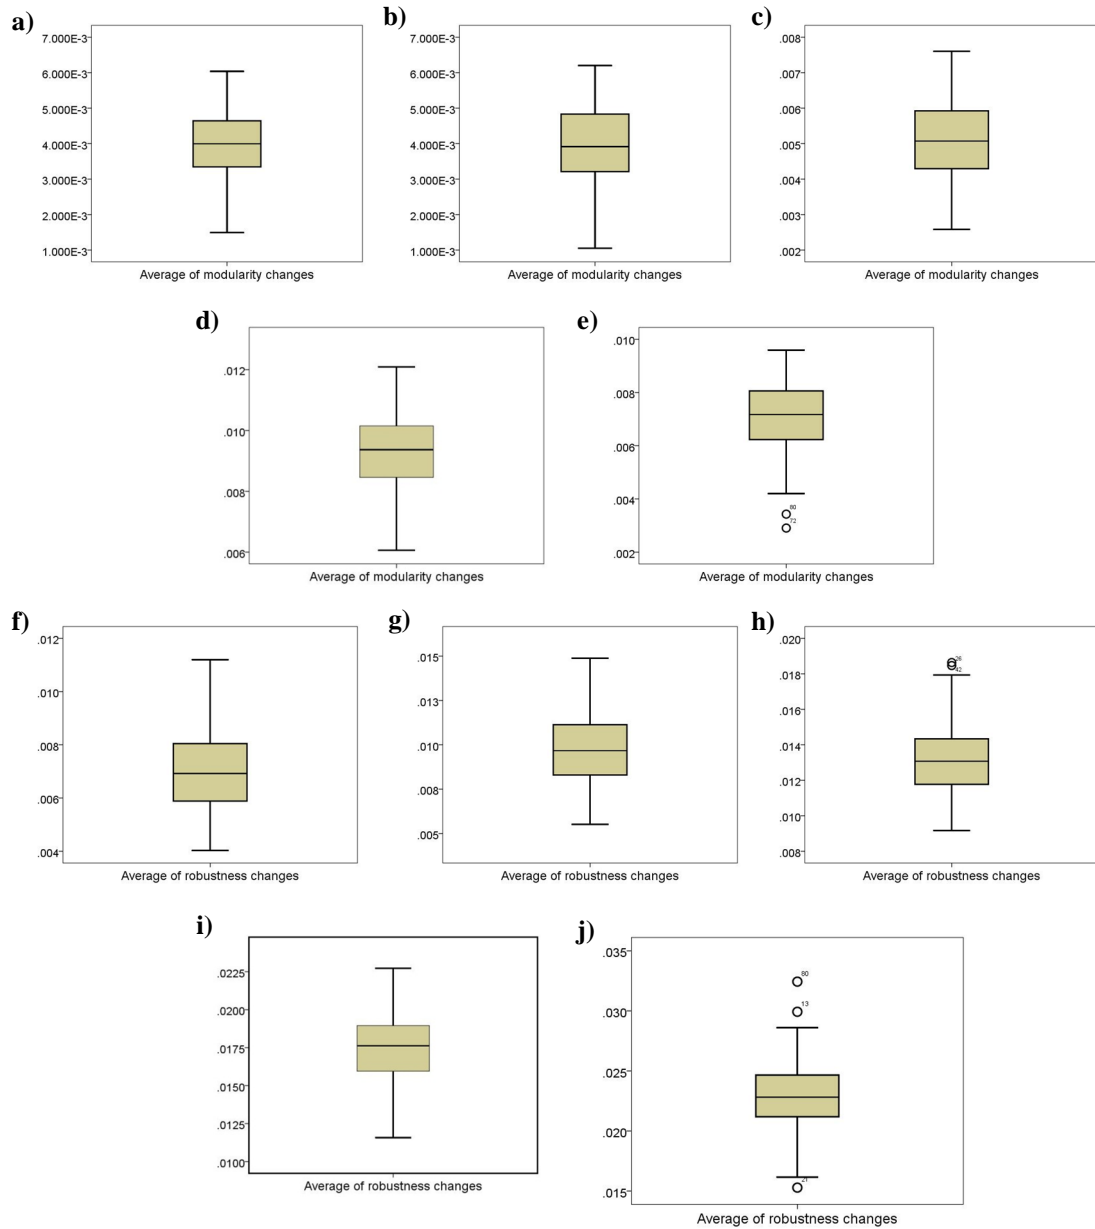 a)
7.000E-3
6.000E-3
5.000E-3
4.000E-3
3.000E-3
2.000E-3
1.000E-3
Average of modularity changes
b)
7.000E-3
6.000E-3
5.000E-3
4.000E-3
3.000E-3
2.000E-3
1.000E-3
Average of modularity changes
c)
.008
.007
.006
.005
.004
.003
.002
Average of modularity changes
d)
.012
.010
.008
.006
Average of modularity changes
e)
.010
.008
.006
.004
.002
80
72
Average of modularity changes
f)
.012
.010
.008
.006
.004
Average of robustness changes
g)
.015
.013
.010
.008
.005
Average of robustness changes
h)
.020
.018
.016
.014
.012
.010
.008
26
42
Average of robustness changes
i)
.0225
.0200
.0175
.0150
.0125
.0100
Average of robustness changes
j)
.035
.030
.025
.020
.015
80
13
21
Average of robustness changes